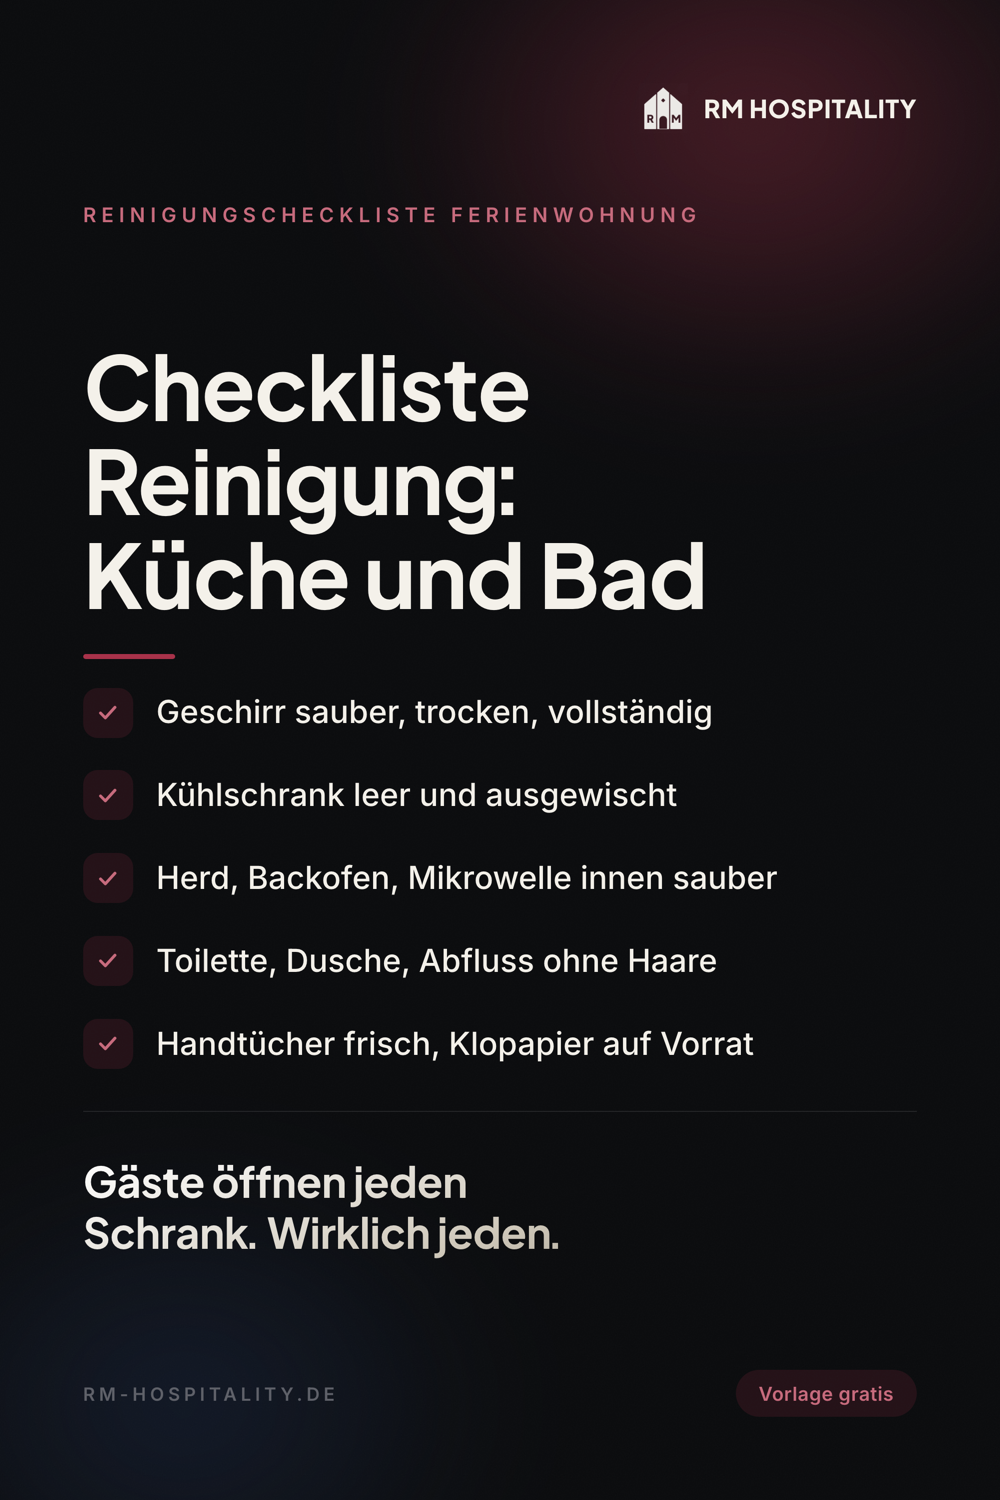 R M
RM HOSPITALITY
REINIGUNGSCHECKLISTE FERIENWOHNUNG
Checkliste
Reinigung:
Küche und Bad
Geschirr sauber, trocken, vollständig
Kühlschrank leer und ausgewischt
Herd, Backofen, Mikrowelle innen sauber
Toilette, Dusche, Abfluss ohne Haare
Handtücher frisch, Klopapier auf Vorrat
Gäste öffnen jeden
Schrank. Wirklich jeden.
RM-HOSPITALITY.DE
Vorlage gratis